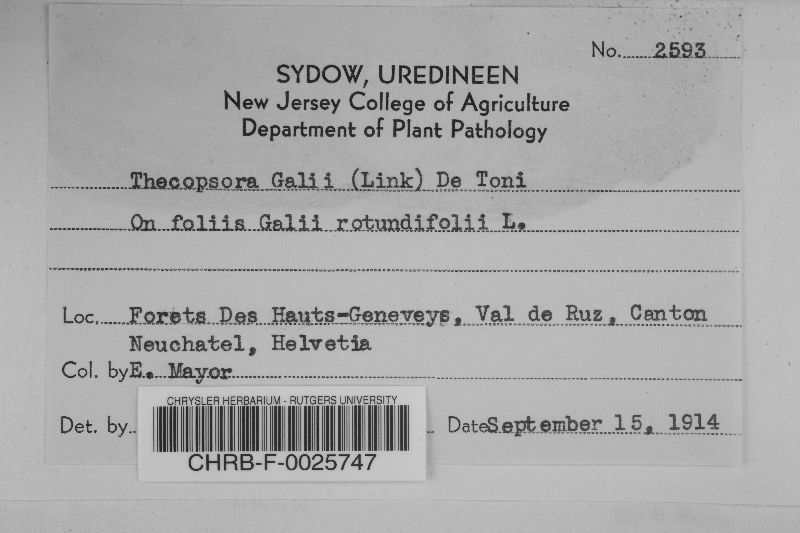 No. 2593
SYDOW, UREDINEEN
New Jersey College of Agriculture
Department of Plant Pathology
Thecopsora Galii (Link) De Toni
On foliis Galii rotundifolii L.
Loc. Forets Des Hauts-Geneveys, Val de Ruz, Canton
Neuchatel, Helvetia
Col. by E. Mayor
Det. by
Date September 15, 1914
CHRYSLER HERBARIUM - RUTGERS UNIVERSITY
CHRB-F-0025747